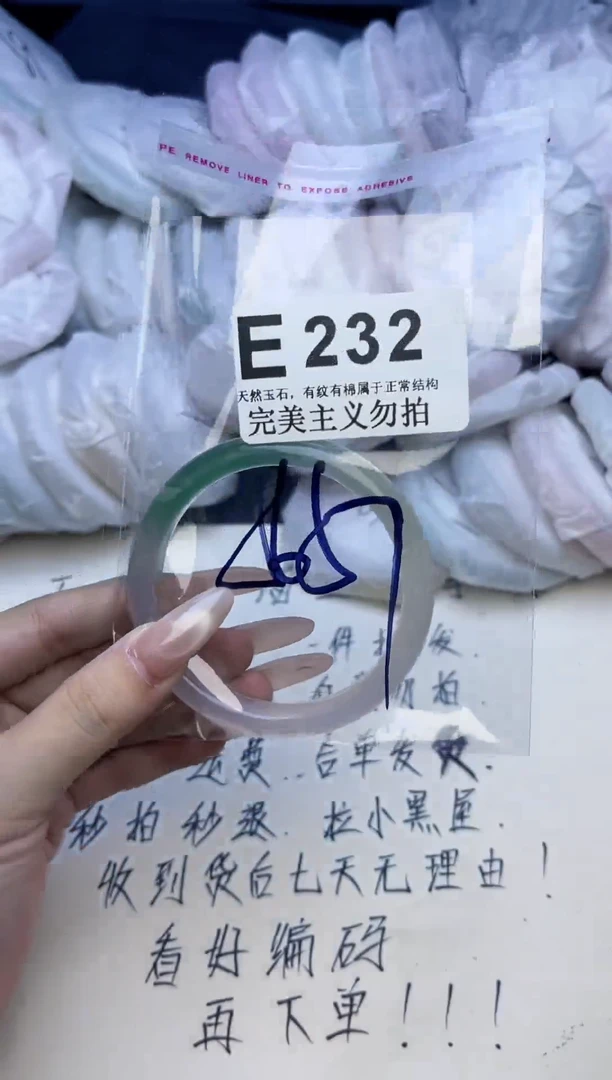 PE REMOVE LINER TO EXPOSE ADHESIVE
E 232
天然玉石，有纹有棉属于正常结构
完美主义勿拍
一件
拍.
运费..合单发货.
秒拍秒退.拉小黑屋.
收到货后七天无理由！
看好编码
再下单！！！